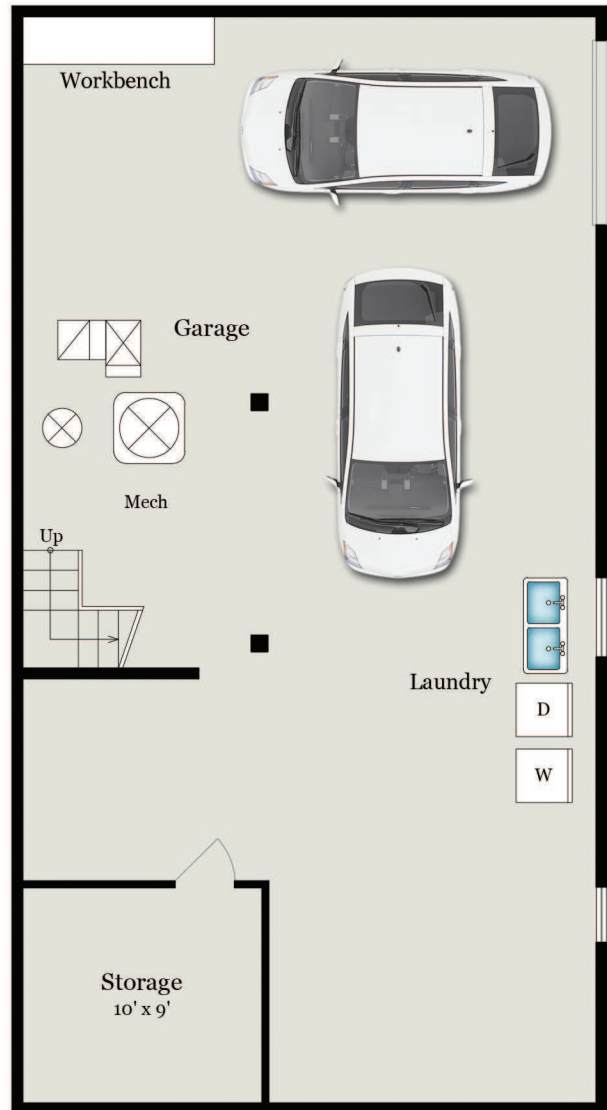 Workbench
Garage
Mech
Up
Laundry
D
W
Storage
10' x 9'